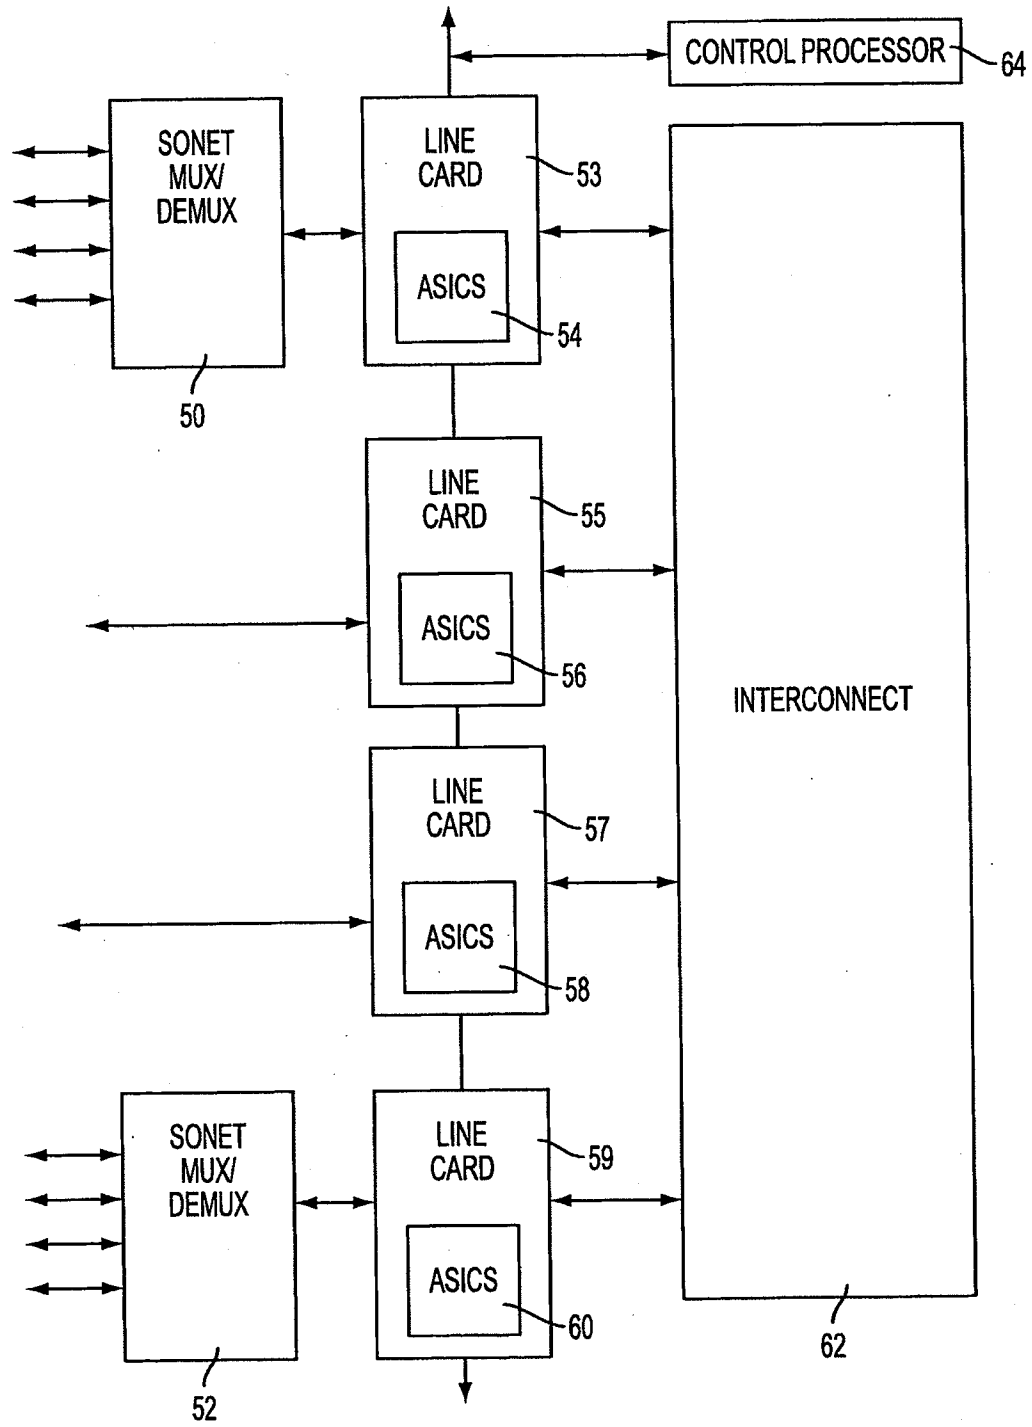 CONTROL PROCESSOR
64
SONET
MUX/
DEMUX
50
LINE
CARD
53
ASICS
54
LINE
CARD
55
ASICS
56
INTERCONNECT
62
LINE
CARD
57
ASICS
58
SONET
MUX/
DEMUX
52
LINE
CARD
59
ASICS
60